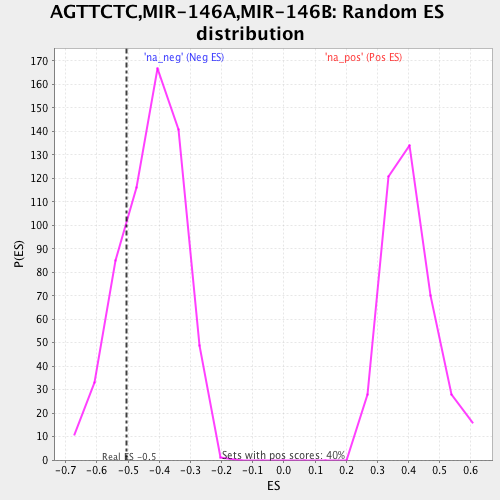 AGTTCTC,MIR-146A,MIR-146B: Random ES
distribution
'na_neg' (Neg ES)
'na_pos' (Pos ES)
P(ES)
170
160
150
140
130
120
110
100
90
80
70
60
50
40
30
20
10
0
Real ES -0.5
Sets with pos scores: 40%
-0.7 -0.6 -0.5 -0.4 -0.3 -0.2 -0.1 0.0 0.1 0.2 0.3 0.4 0.5 0.6
ES